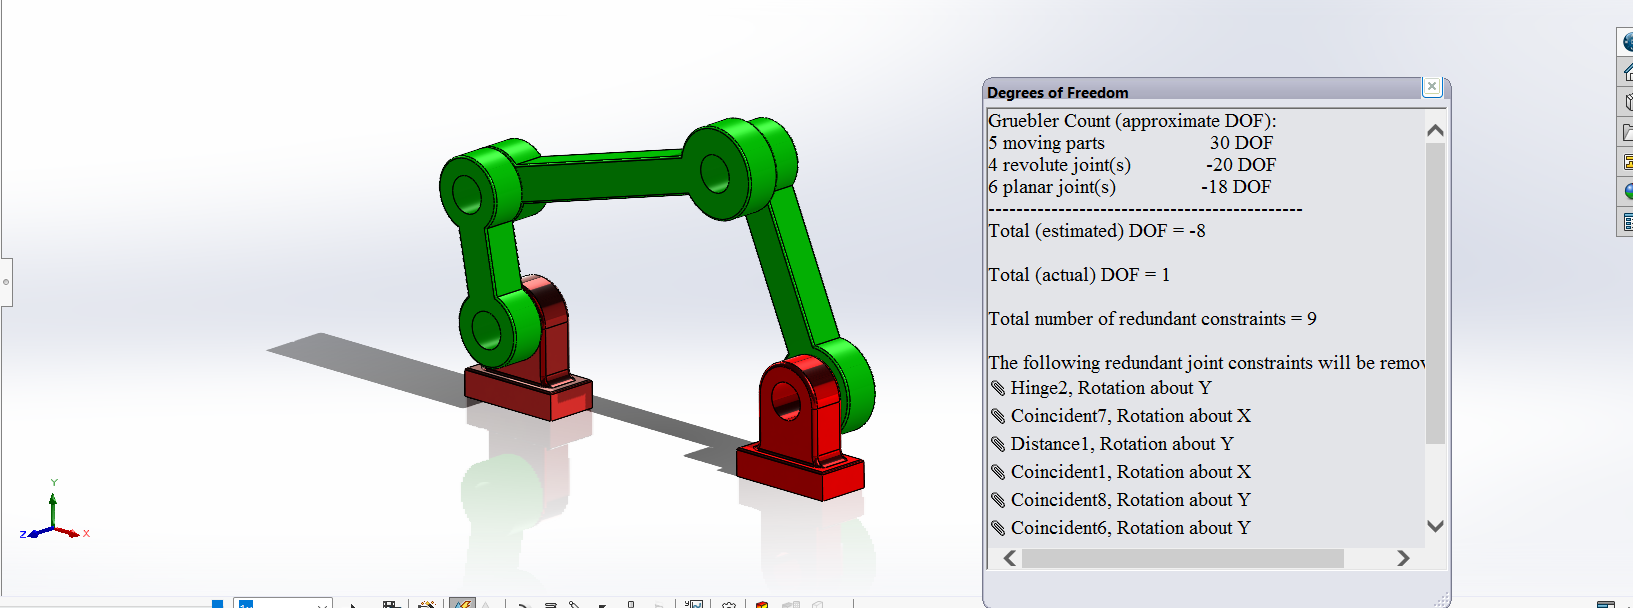 Degrees of Freedom
Gruebler Count (approximate DOF):
5 moving parts 30 DOF
4 revolute joint(s) -20 DOF
6 planar joint(s) -18 DOF
--------------------------------------------
Total (estimated) DOF = -8
Total (actual) DOF = 1
Total number of redundant constraints = 9
The following redundant joint constraints will be remov
Hinge2, Rotation about Y
Coincident7, Rotation about X
Distance1, Rotation about Y
Coincident1, Rotation about X
Coincident8, Rotation about Y
Coincident6, Rotation about Y
Y
Z
X